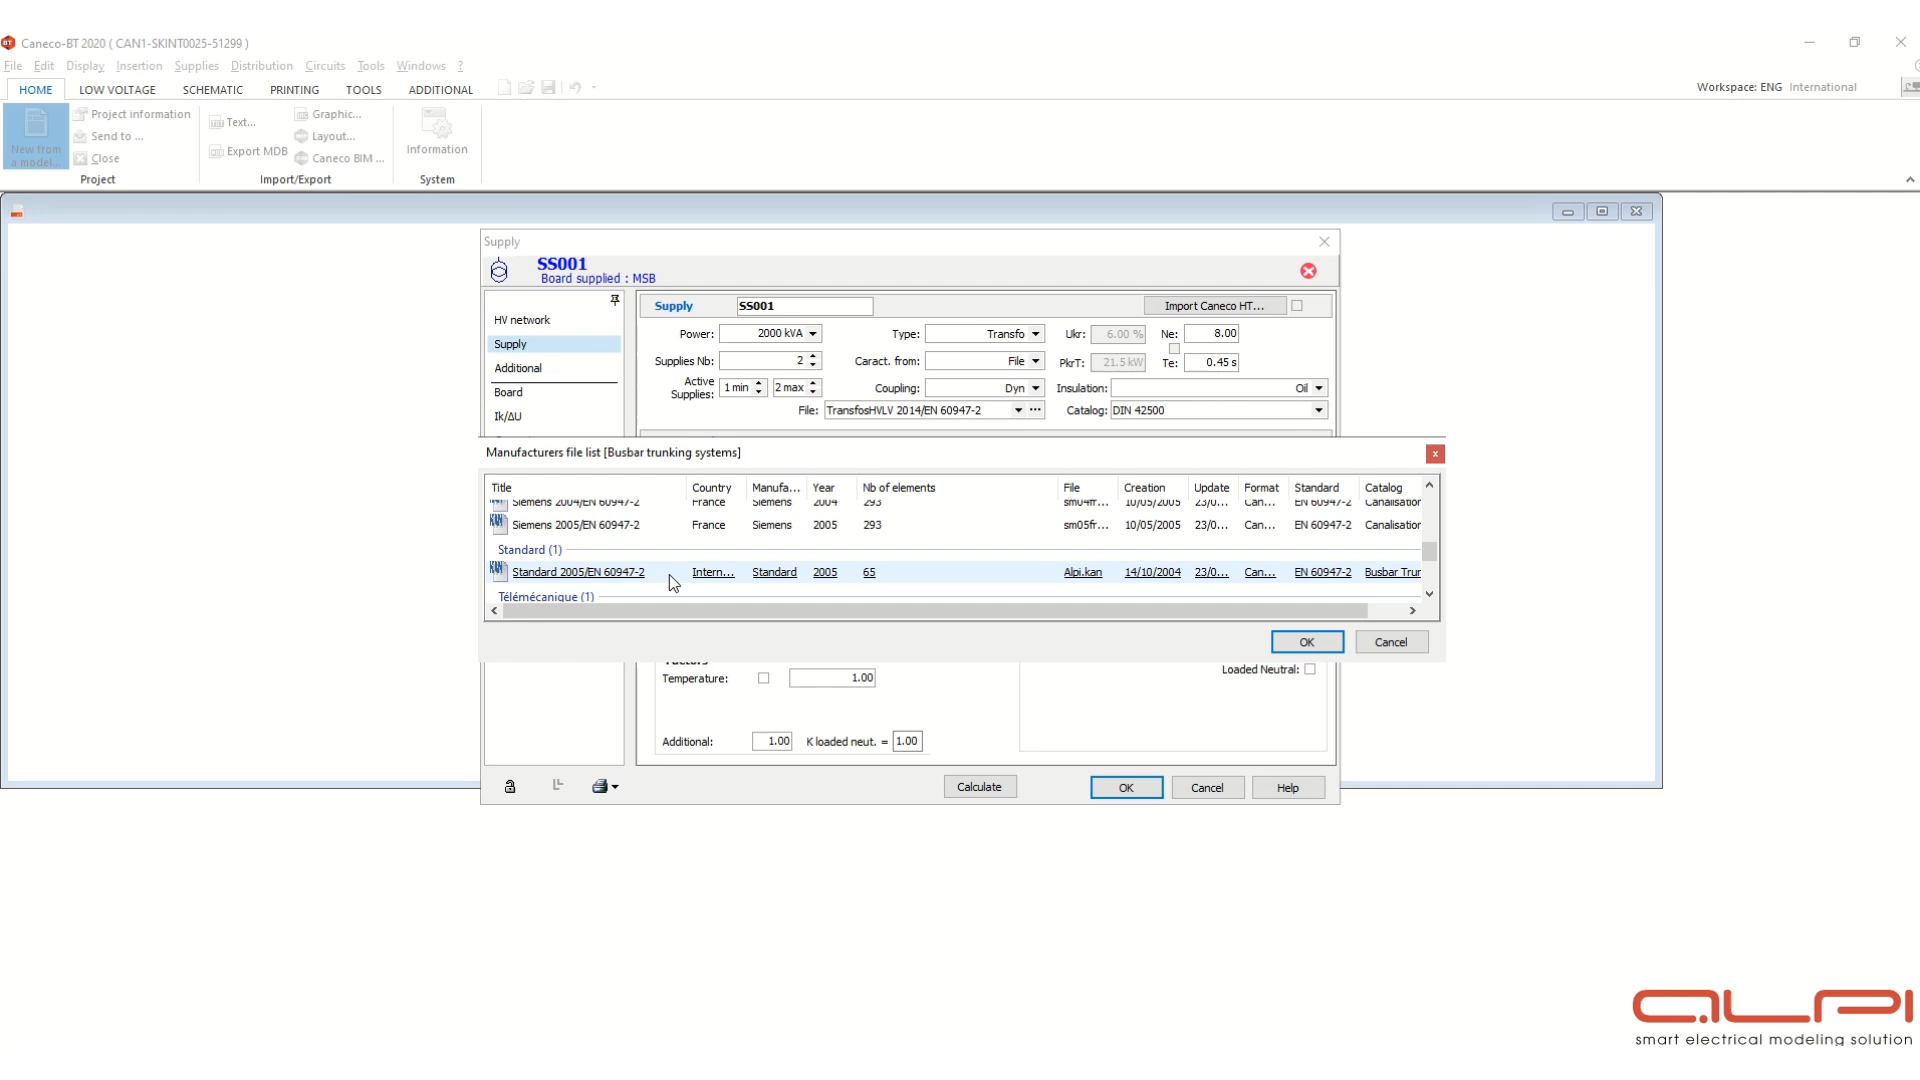 BT Caneco-BT 2020 ( CAN1-SKINT0025-51299 )
File Edit Display Insertion Supplies Distribution Circuits Tools Windows ?
HOME LOW VOLTAGE SCHEMATIC PRINTING TOOLS ADDITIONAL
Workspace: ENG International
New from a model...
Project information
Send to ...
Close
Project
Text...
Export MDB
Graphic...
Layout...
Caneco BIM ...
Import/Export
Information
System
Supply
SS001
Board supplied : MSB
HV network
Supply
Additional
Board
Ik/ΔU
Supply SS001 Import Caneco HT...
Power: 2000 kVA Type: Transfo Ukr: 6.00 % Ne: 8.00
Supplies Nb: 2 Caract. from: File PkrT: 21.5 kW Te: 0.45 s
Active Supplies: 1 min 2 max Coupling: Dyn Insulation: Oil
File: TransfosHVLV 2014/EN 60947-2 Catalog: DIN 42500
Manufacturers file list [Busbar trunking systems]
Title Country Manufa... Year Nb of elements File Creation Update Format Standard Catalog
Siemens 2004/EN 60947-2 France Siemens 2004 293 sm04fr... 10/05/2005 23/0... Can... EN 60947-2 Canalisation
Siemens 2005/EN 60947-2 France Siemens 2005 293 sm05fr... 10/05/2005 23/0... Can... EN 60947-2 Canalisation
Standard (1)
Standard 2005/EN 60947-2 Intern... Standard 2005 65 Alpi.kan 14/10/2004 23/0... Can... EN 60947-2 Busbar Trun
Télémécanique (1)
OK Cancel
Factors
Temperature: 1.00
Loaded Neutral:
Additional: 1.00 K loaded neut. = 1.00
Calculate OK Cancel Help
ALPI
smart electrical modeling solution